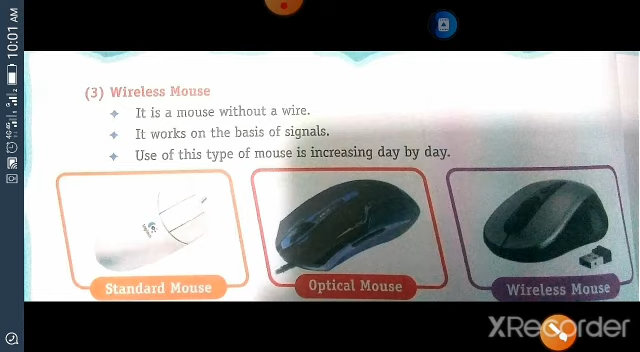 10:01 AM
(3) Wireless Mouse
It is a mouse without a wire.
It works on the basis of signals.
Use of this type of mouse is increasing day by day.
Logitech
Standard Mouse
Optical Mouse
Wireless Mouse
XRecorder